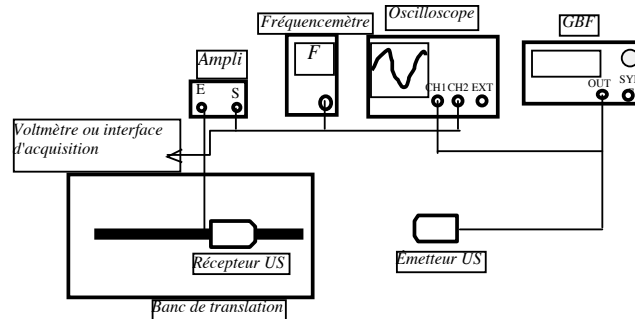 Fréquencemètre
Oscilloscope
GBF
Ampli
F
E S
CH1 CH2 EXT
OUT SY
Voltmètre ou interface
d'acquisition
Récepteur US
Émetteur US
Banc de translation